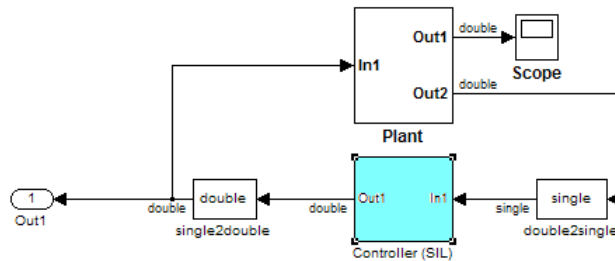 double
Out1
Scope
In1
double
Out2
Plant
1
Out1
double
double
single2double
double
Out1
In1
Controller (SIL)
single
single
double2single